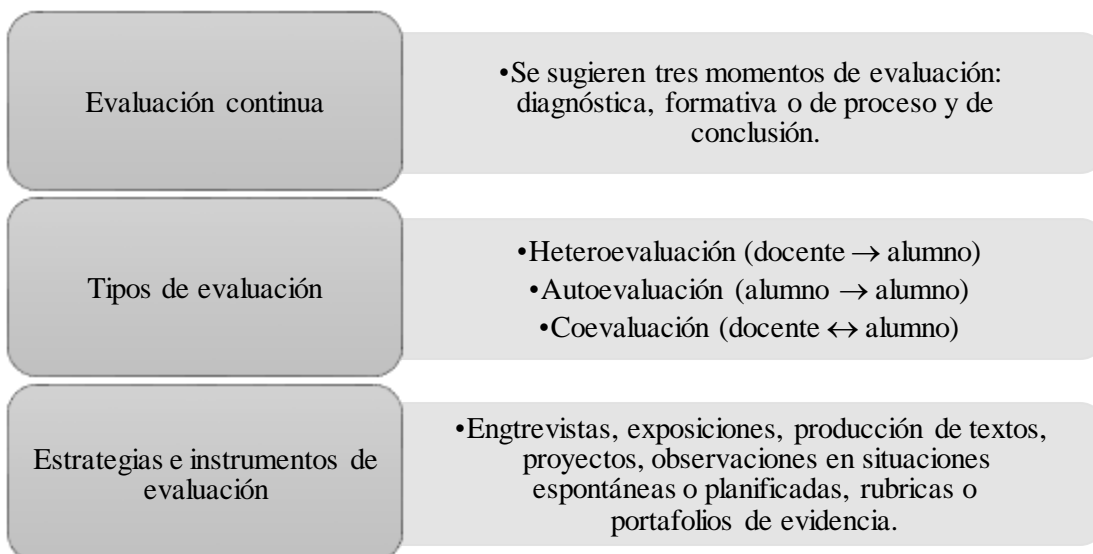 Evaluación continua
•Se sugieren tres momentos de evaluación:
diagnóstica, formativa o de proceso y de
conclusión.
Tipos de evaluación
•Heteroevaluación (docente → alumno)
•Autoevaluación (alumno → alumno)
•Coevaluación (docente ↔ alumno)
Estrategias e instrumentos de
evaluación
•Engtrevistas, exposiciones, producción de textos,
proyectos, observaciones en situaciones
espontáneas o planificadas, rubricas o
portafolios de evidencia.